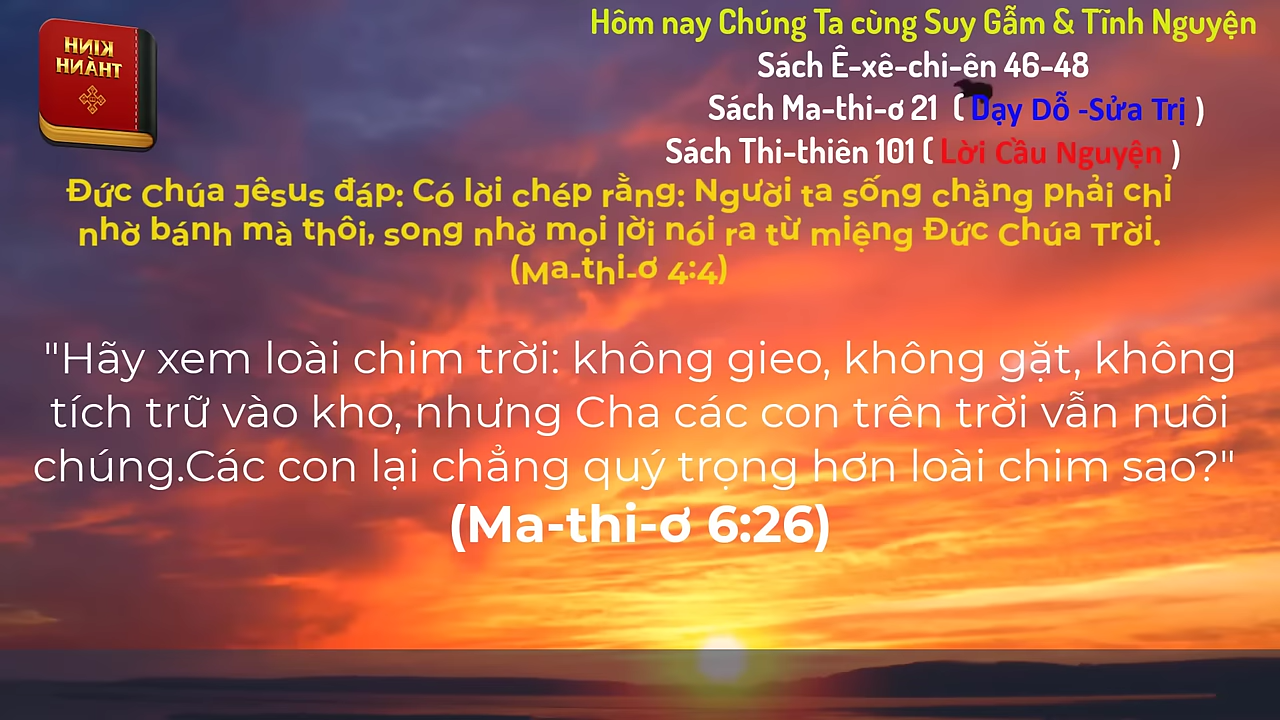 KINH
THÀNH
Hôm nay Chúng Ta cùng Suy Gẫm & Tĩnh Nguyện
Sách Ê-xê-chi-ên 46-48
Sách Ma-thi-ơ 21 ( Dạy Dỗ -Sửa Trị )
Sách Thi-thiên 101 ( Lời Cầu Nguyện )
Đức Chúa Jêsus đáp: Có lời chép rằng: Người ta sống chẳng phải chỉ
nhờ bánh mà thôi, song nhờ mọi lời nói ra từ miệng Đức Chúa Trời.
(Ma-thi-ơ 4:4)
"Hãy xem loài chim trời: không gieo, không gặt, không
tích trữ vào kho, nhưng Cha các con trên trời vẫn nuôi
chúng.Các con lại chẳng quý trọng hơn loài chim sao?"
(Ma-thi-ơ 6:26)